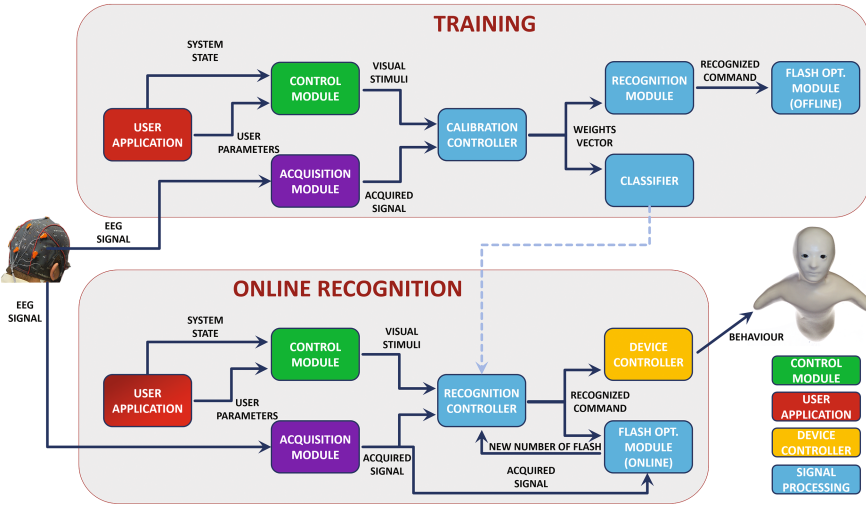 TRAINING
SYSTEM
STATE
VISUAL
STIMULI
RECOGNIZED
COMMAND
CONTROL
MODULE
RECOGNITION
MODULE
FLASH OPT.
MODULE
(OFFLINE)
USER
APPLICATION
USER
PARAMETERS
CALIBRATION
CONTROLLER
WEIGHTS
VECTOR
ACQUISITION
MODULE
ACQUIRED
SIGNAL
CLASSIFIER
EEG
SIGNAL
EEG
SIGNAL
ONLINE RECOGNITION
SYSTEM
STATE
VISUAL
STIMULI
CONTROL
MODULE
DEVICE
CONTROLLER
BEHAVIOUR
USER
APPLICATION
USER
PARAMETERS
RECOGNITION
CONTROLLER
RECOGNIZED
COMMAND
ACQUISITION
MODULE
ACQUIRED
SIGNAL
NEW NUMBER OF FLASH
FLASH OPT.
MODULE
(ONLINE)
ACQUIRED
SIGNAL
CONTROL
MODULE
USER
APPLICATION
DEVICE
CONTROLLER
SIGNAL
PROCESSING